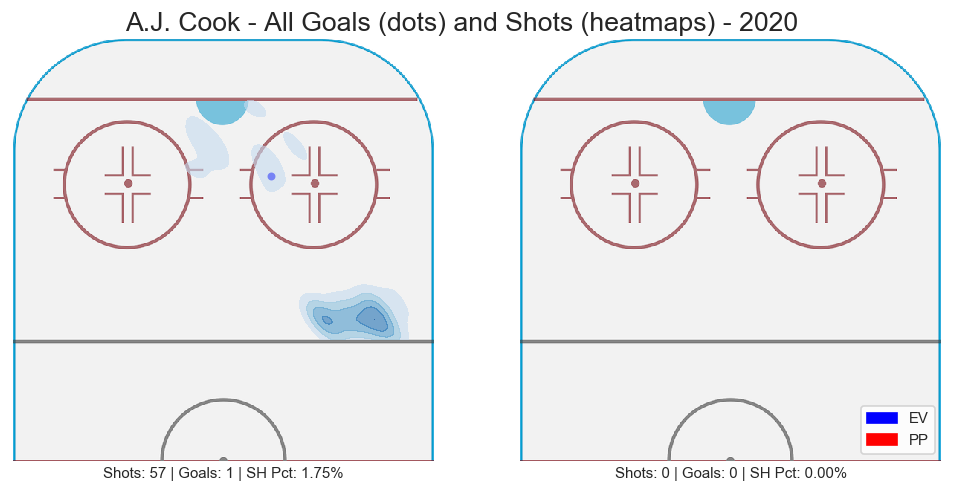 A.J. Cook - All Goals (dots) and Shots (heatmaps) - 2020
EV
PP
Shots: 57 | Goals: 1 | SH Pct: 1.75%
Shots: 0 | Goals: 0 | SH Pct: 0.00%